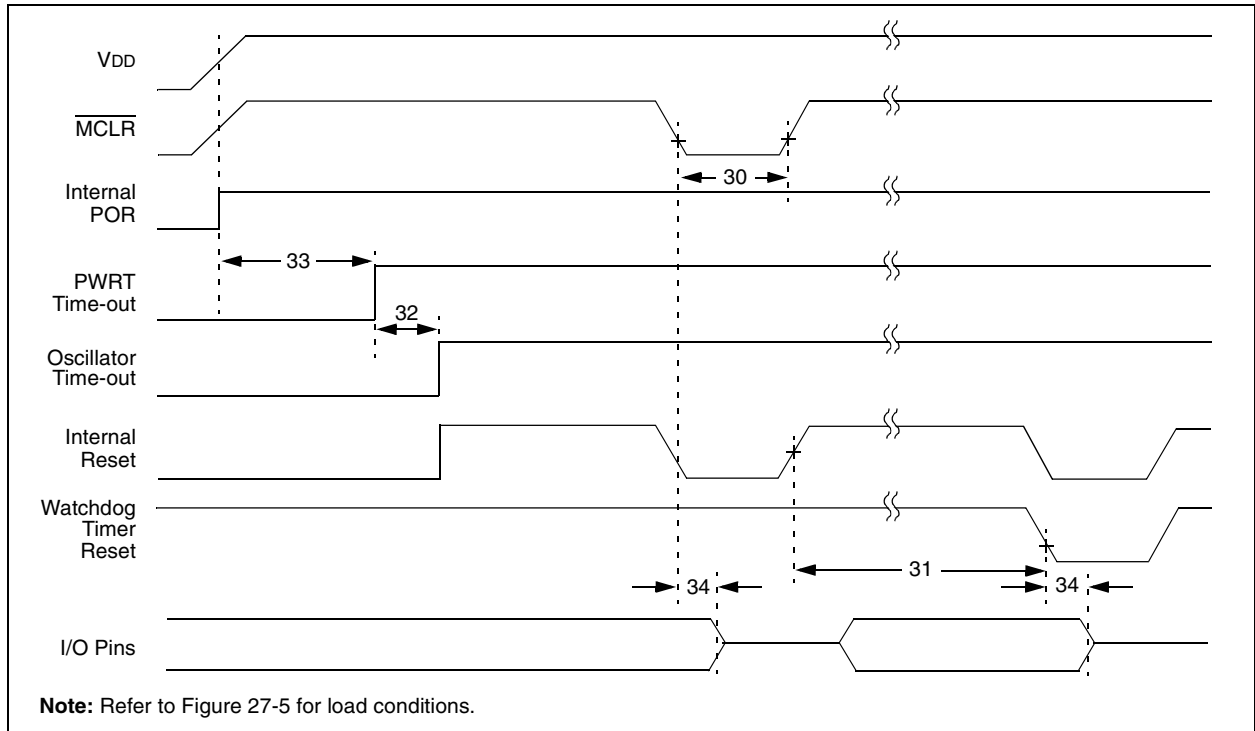 VDD
MCLR
30
Internal
POR
33
PWRT
Time-out
32
Oscillator
Time-out
Internal
Reset
Watchdog
Timer
Reset
31
34
34
I/O Pins
Note: Refer to Figure 27-5 for load conditions.